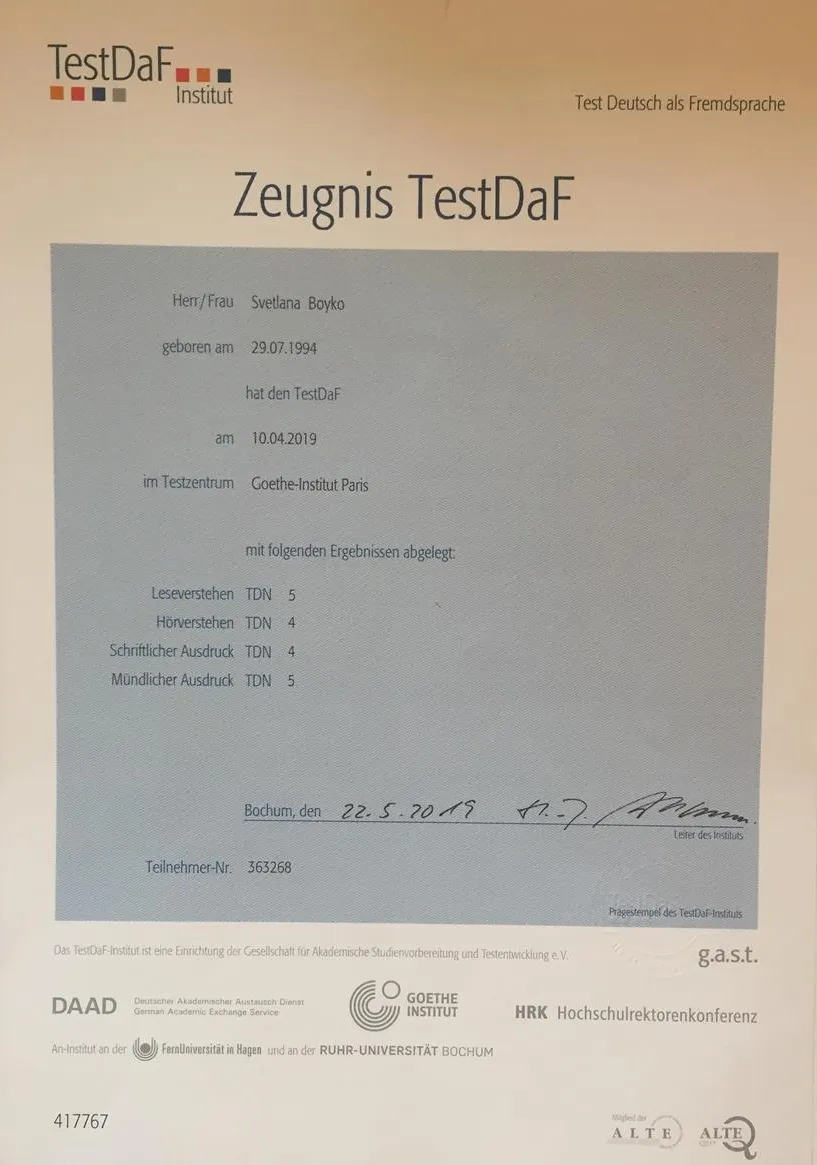 TestDaF
Institut
Test Deutsch als Fremdsprache
Zeugnis TestDaF
Herr/Frau Svetlana Boyko
geboren am 29.07.1994
hat den TestDaF
am 10.04.2019
im Testzentrum Goethe-Institut Paris
mit folgenden Ergebnissen abgelegt:
Leseverstehen TDN 5
Hörverstehen TDN 4
Schriftlicher Ausdruck TDN 4
Mündlicher Ausdruck TDN 5
Bochum, den 22.5.2019
Leiter des Instituts
Teilnehmer-Nr. 363268
Prägestempel des TestDaF-Instituts
Das TestDaF-Institut ist eine Einrichtung der Gesellschaft für Akademische Studienvorbereitung und Testentwicklung e.V.
g.a.s.t.
DAAD Deutscher Akademischer Austausch Dienst
German Academic Exchange Service
GOETHE
INSTITUT
HRK Hochschulrektorenkonferenz
An-Institut an der FernUniversität in Hagen und an der RUHR-UNIVERSITÄT BOCHUM
417767
Mitglied der
ALTE
ALTE